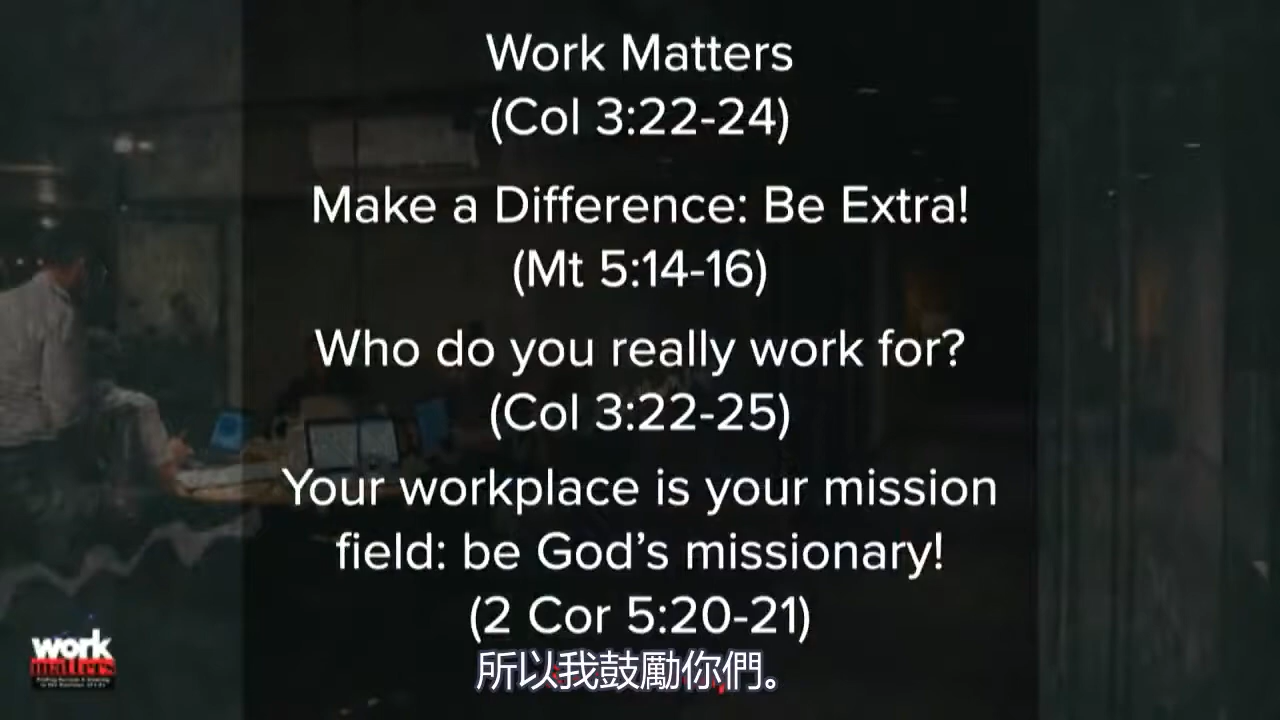 Work Matters
(Col 3:22-24)
Make a Difference: Be Extra!
(Mt 5:14-16)
Who do you really work for?
(Col 3:22-25)
Your workplace is your mission
field: be God’s missionary!
(2 Cor 5:20-21)
work
matters
所以我鼓勵你們。